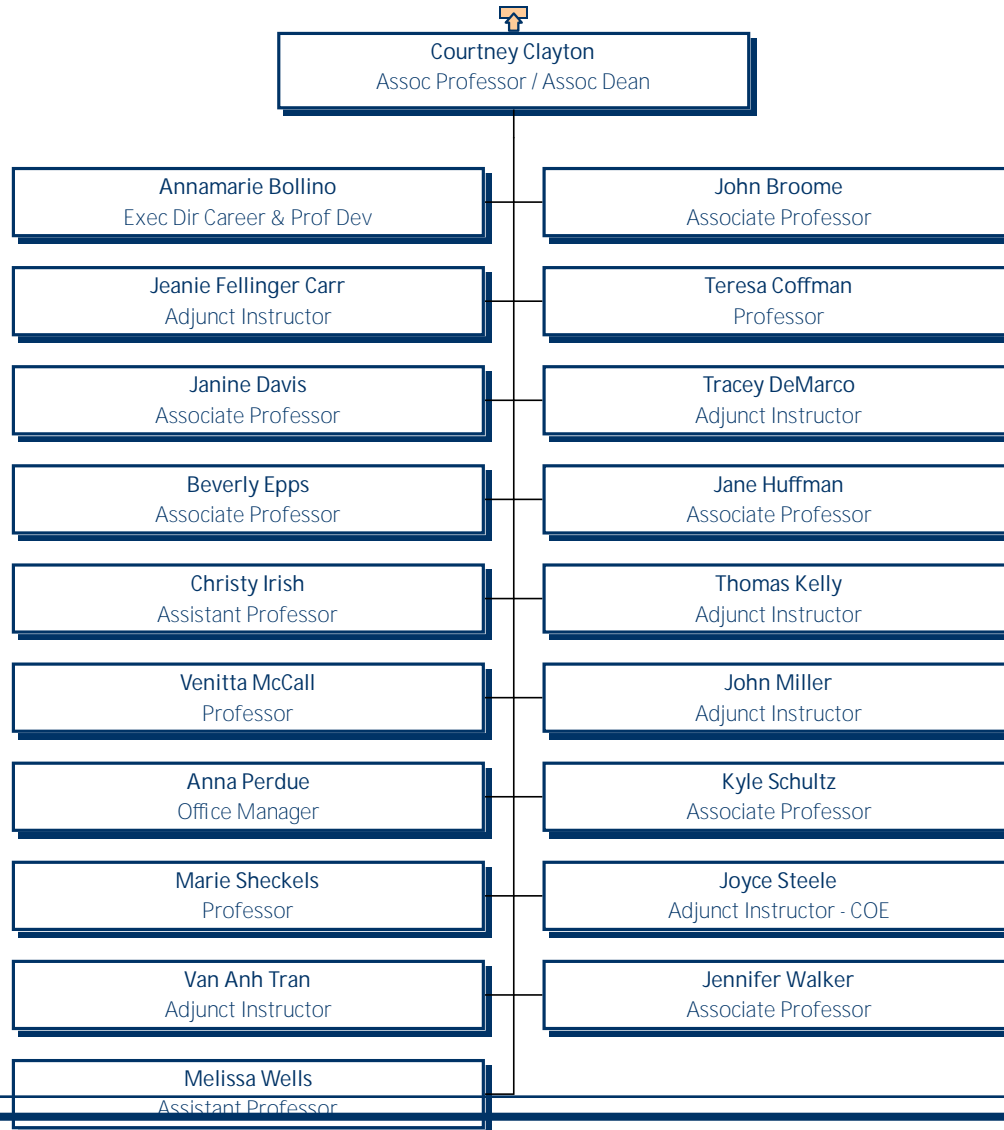 Courtney Clayton
Assoc Professor / Assoc Dean
Annamarie Bollino
Exec Dir Career & Prof Dev
John Broome
Associate Professor
Jeanie Fellinger Carr
Adjunct Instructor
Teresa Coffman
Professor
Janine Davis
Associate Professor
Tracey DeMarco
Adjunct Instructor
Beverly Epps
Associate Professor
Jane Huffman
Associate Professor
Christy Irish
Assistant Professor
Thomas Kelly
Adjunct Instructor
Venitta McCall
Professor
John Miller
Adjunct Instructor
Anna Perdue
Office Manager
Kyle Schultz
Associate Professor
Marie Sheckels
Professor
Joyce Steele
Adjunct Instructor - COE
Van Anh Tran
Adjunct Instructor
Jennifer Walker
Associate Professor
Melissa Wells
Assistant Professor